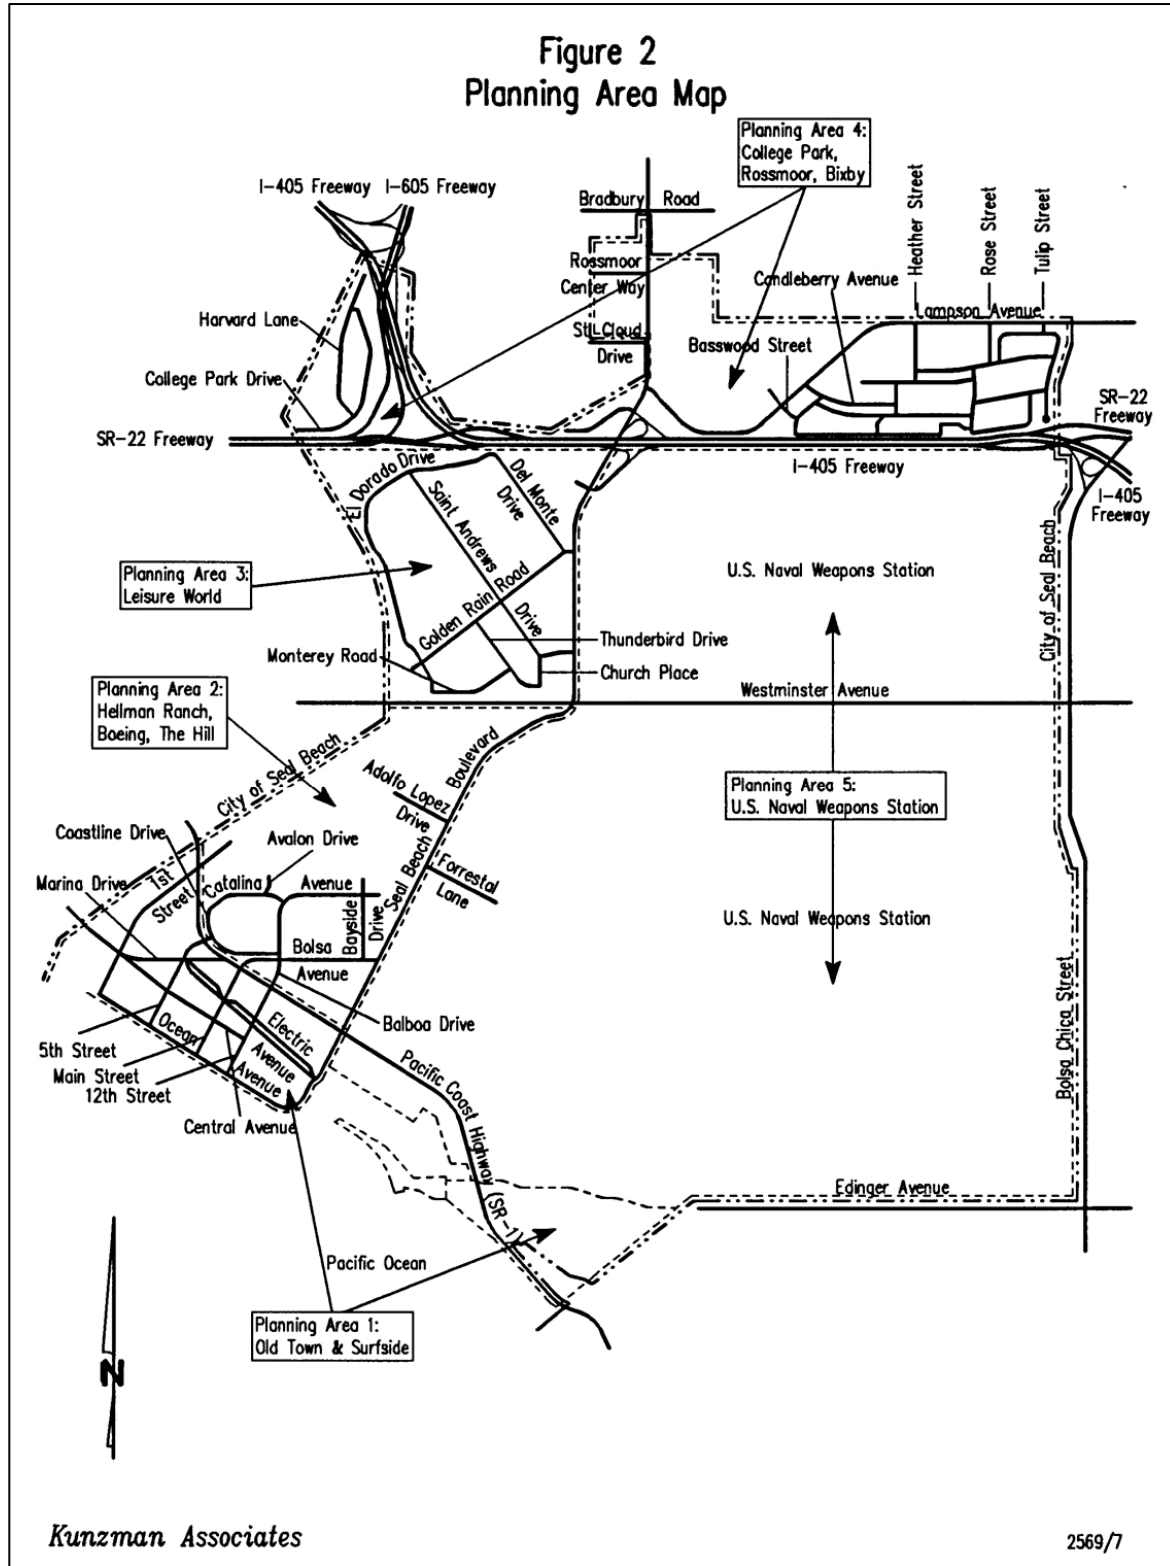 Figure 2
Planning Area Map
Planning Area 4:
College Park,
Rossmoor, Bixby
I-405 Freeway
I-605 Freeway
Bradbury Road
Heather Street
Rose Street
Tulip Street
Rossmoor
Center Way
Candleberry Avenue
Lampson Avenue
Harvard Lane
St. Cloud
Drive
Basswood Street
College Park Drive
SR-22
Freeway
SR-22 Freeway
I-405 Freeway
I-405
Freeway
El Dorado Drive
Del Monte
Drive
Saint Andrews
Drive
City of Seal Beach
Planning Area 3:
Leisure World
U.S. Naval Weapons Station
Golden Rain Road
Thunderbird Drive
Monterey Road
Church Place
Planning Area 2:
Hellman Ranch,
Boeing, The Hill
Westminster Avenue
City of Seal Beach
Seal Beach Boulevard
Adolfo Lopez
Drive
Planning Area 5:
U.S. Naval Weapons Station
Coastline Drive
Avalon Drive
Marina Drive
1st
Street
Catalina Avenue
Forrestal
Lane
Bayside
Drive
U.S. Naval Weapons Station
Bolsa
Avenue
Bolsa Chica Street
Balboa Drive
Electric
Avenue
Ocean
Avenue
5th Street
Main Street
12th Street
Central Avenue
Pacific Coast Highway (SR-1)
Edinger Avenue
Pacific Ocean
Planning Area 1:
Old Town & Surfside
N
Kunzman Associates
2569/7